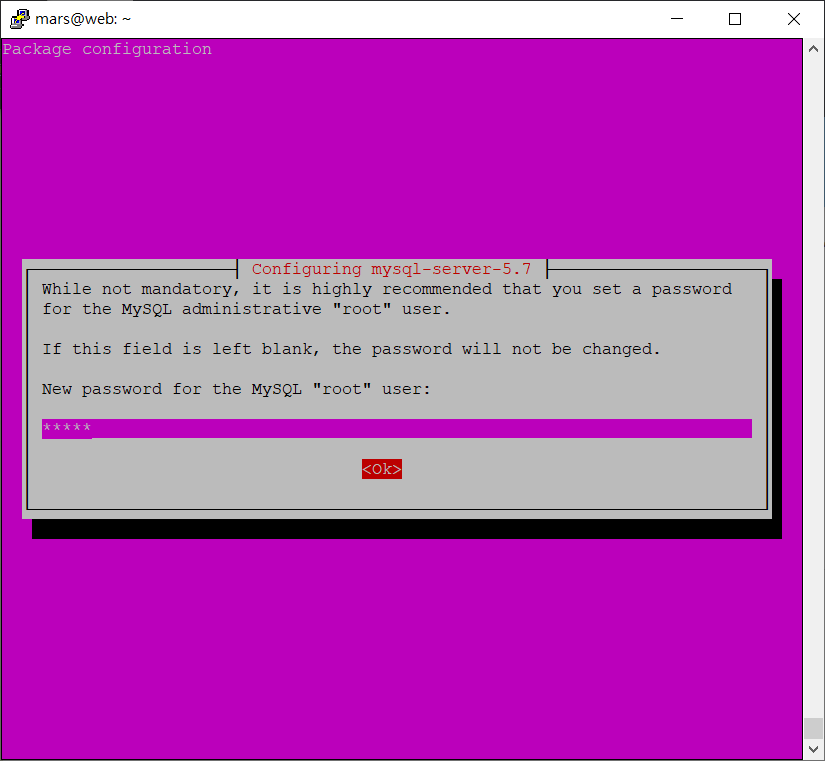 mars@web: ~
Package configuration
Configuring mysql-server-5.7
While not mandatory, it is highly recommended that you set a password
for the MySQL administrative "root" user.
If this field is left blank, the password will not be changed.
New password for the MySQL "root" user:
*****
<Ok>